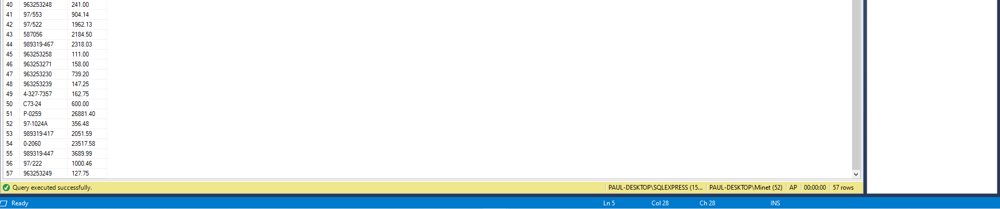 40 963253248 241.00
41 97/553 904.14
42 97/522 1962.13
43 587056 2184.50
44 989319-467 2318.03
45 963253258 111.00
46 963253271 158.00
47 963253230 739.20
48 963253239 147.25
49 4-327-7357 162.75
50 C73-24 600.00
51 P-0259 26881.40
52 97-1024A 356.48
53 989319-417 2051.59
54 0-2060 23517.58
55 989319-447 3689.99
56 97/222 1000.46
57 963253249 127.75
Query executed successfully. PAUL-DESKTOP\SQLEXPRESS (15... PAUL-DESKTOP\Minet (52) AP 00:00:00 57 rows
Ready Ln 5 Col 28 Ch 28 INS